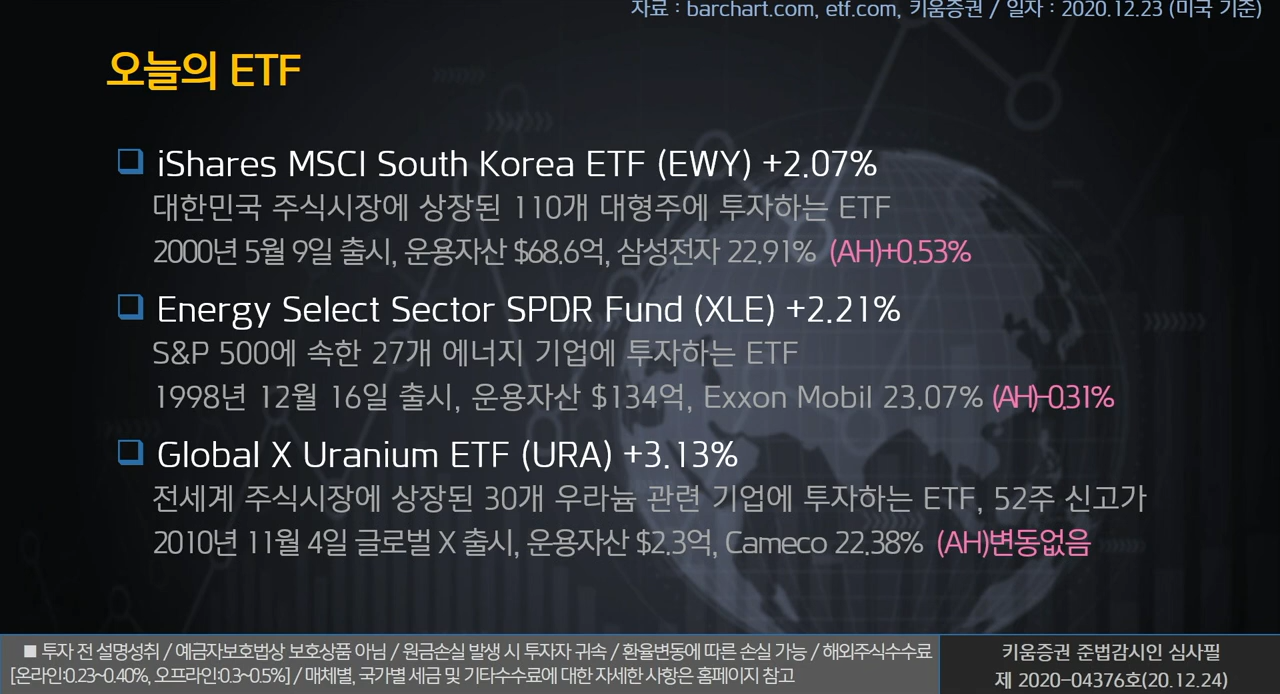 자료 : barchart.com, etf.com, 키움증권 / 일자 : 2020.12.23 (미국 기준)
오늘의 ETF
❑ iShares MSCI South Korea ETF (EWY) +2.07%
대한민국 주식시장에 상장된 110개 대형주에 투자하는 ETF
2000년 5월 9일 출시, 운용자산 $68.6억, 삼성전자 22.91% (AH)+0.53%
❑ Energy Select Sector SPDR Fund (XLE) +2.21%
S&P 500에 속한 27개 에너지 기업에 투자하는 ETF
1998년 12월 16일 출시, 운용자산 $134억, Exxon Mobil 23.07% (AH)-0.31%
❑ Global X Uranium ETF (URA) +3.13%
전세계 주식시장에 상장된 30개 우라늄 관련 기업에 투자하는 ETF, 52주 신고가
2010년 11월 4일 글로벌 X 출시, 운용자산 $2.3억, Cameco 22.38% (AH)변동없음
■ 투자 전 설명성취 / 예금자보호법상 보호상품 아님 / 원금손실 발생 시 투자자 귀속 / 환율변동에 따른 손실 가능 / 해외주식수수료
[온라인:0.23~0.40%, 오프라인:0.3~0.5%] / 매체별, 국가별 세금 및 기타수수료에 대한 자세한 사항은 홈페이지 참고
키움증권 준법감시인 심사필
제 2020-04376호(20.12.24)